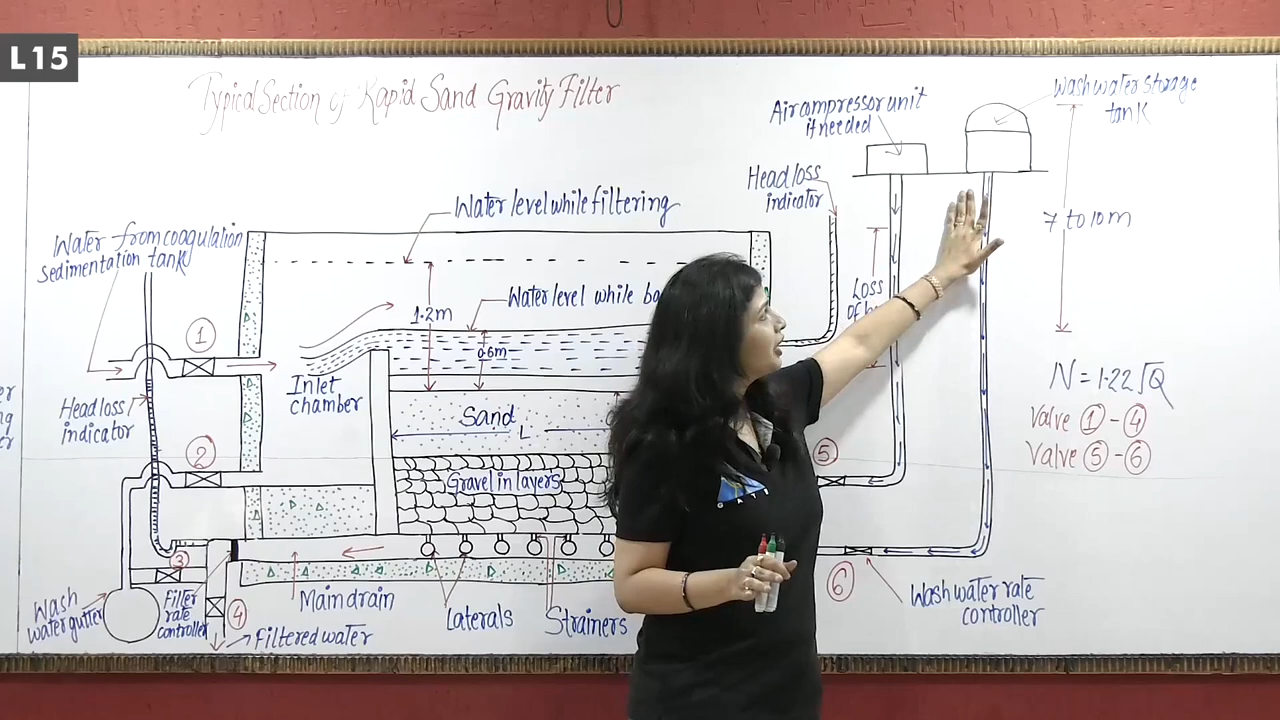 L15
Typical Section of Rapid Sand Gravity Filter
Air compressor unit
if needed
Wash water storage
tank
Head loss
indicator
Water level while filtering
7 to 10 m
Water from coagulation
sedimentation tank
Loss
of
1.2m
Water level while
0.6m
1
Inlet
chamber
N = 1.22√Q
Valve 1 - 4
Valve 5 - 6
Head loss
indicator
Sand
L
2
5
Gravel in layers
3
6
Wash
water gutter
Filter
rate
controller
4
Main drain
Laterals
Strainers
Filtered water
Wash water rate
controller
GATE